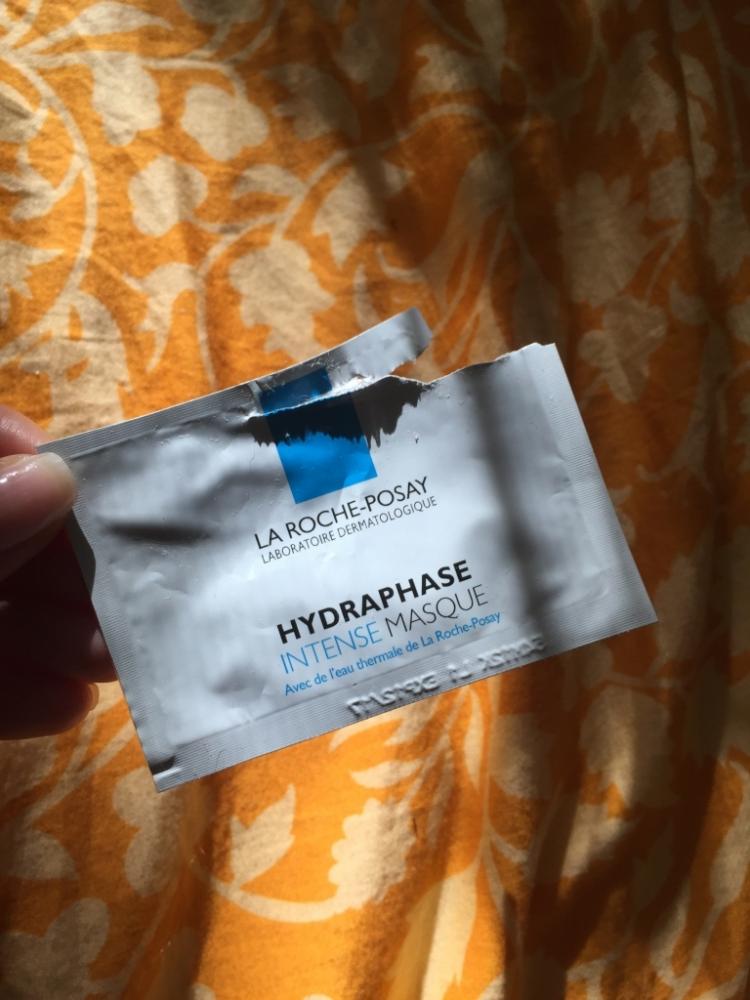 LA ROCHE-POSAY
LABORATOIRE DERMATOLOGIQUE
HYDRAPHASE
INTENSE MASQUE
Avec de l'eau thermale de La Roche-Posay